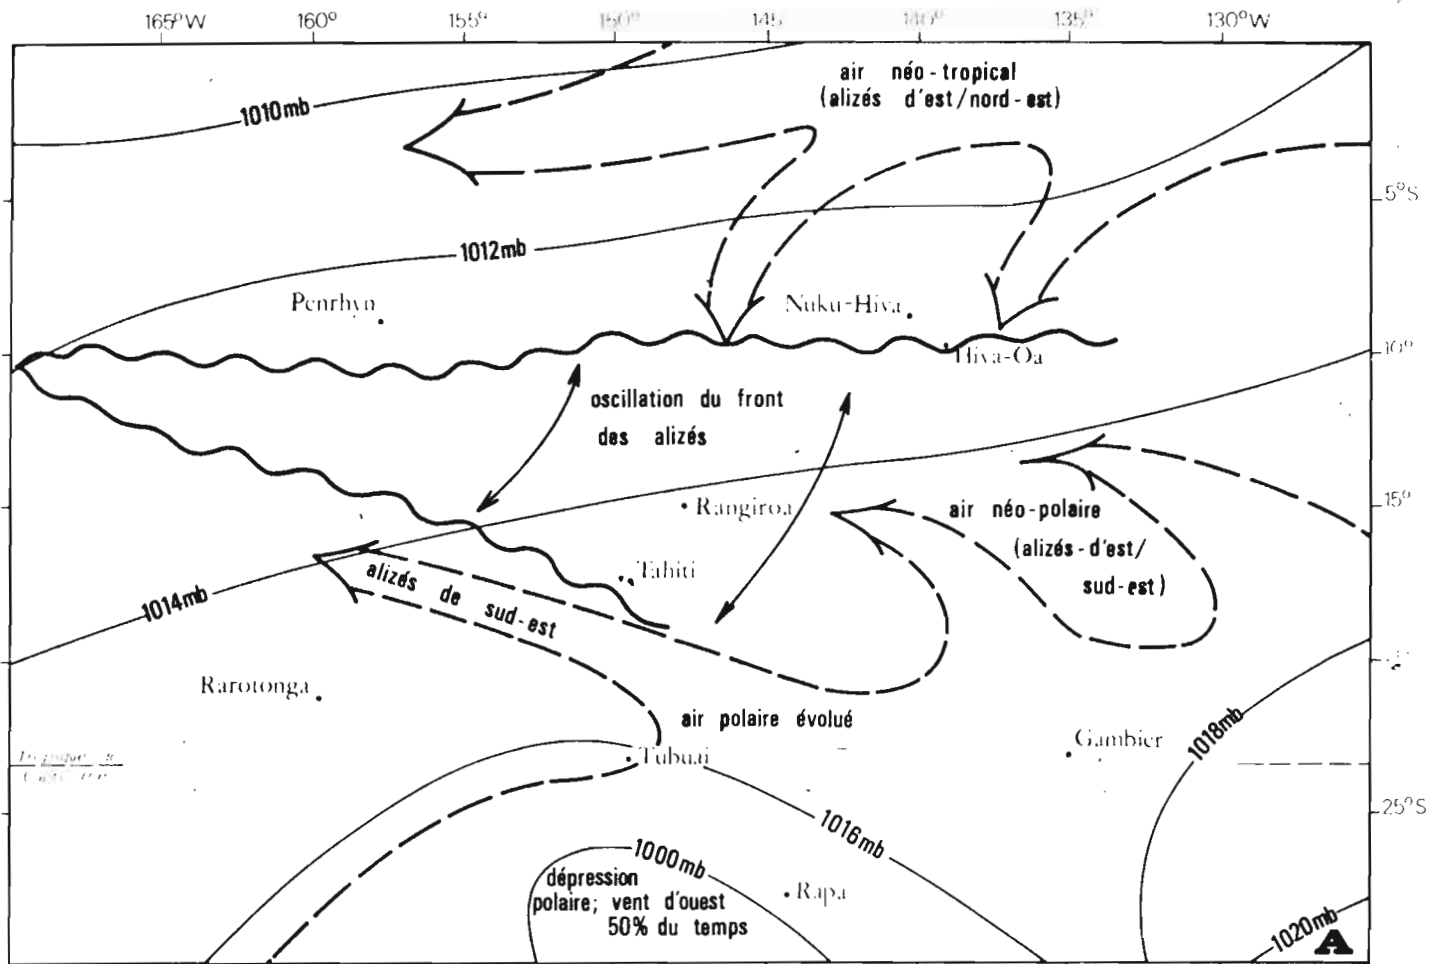 165°W 160° 155° 150° 145 140° 135° 130°W
air néo-tropical
(alizés d'est/nord-est)
1010mb
5°S
1012mb
Penrhyn
Nuku-Hiva
Hiva-Oa
10°
oscillation du front
des alizés
Rangiroa
15°
air néo-polaire
(alizés-d'est/
sud-est)
Tahiti
alizés de sud-est
1014mb
Rarotonga
air polaire évolué
1018mb
Gambier
Tubuai
25°S
1016mb
1000mb
dépression
polaire; vent d'ouest
50% du temps
Rapa
1020mb
A